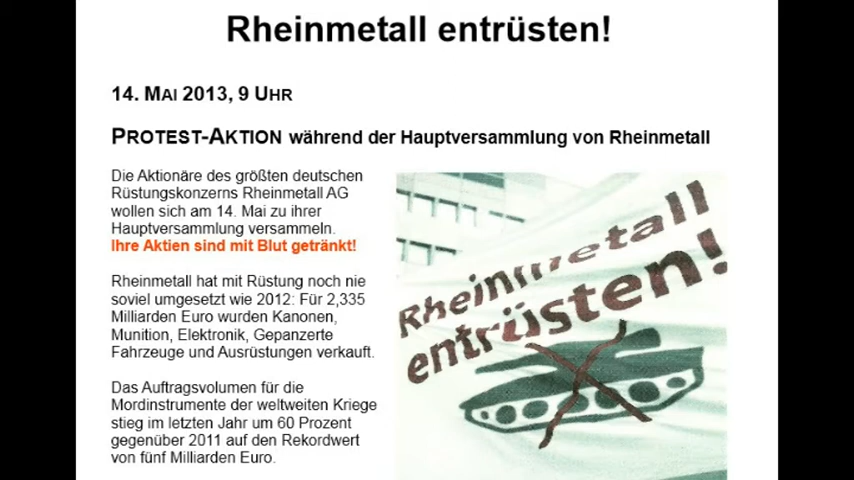 Rheinmetall entrüsten!
14. MAI 2013, 9 UHR
PROTEST-AKTION während der Hauptversammlung von Rheinmetall
Die Aktionäre des größten deutschen
Rüstungskonzerns Rheinmetall AG
wollen sich am 14. Mai zu ihrer
Hauptversammlung versammeln.
Ihre Aktien sind mit Blut getränkt!
Rheinmetall hat mit Rüstung noch nie
soviel umgesetzt wie 2012: Für 2,335
Milliarden Euro wurden Kanonen,
Munition, Elektronik, Gepanzerte
Fahrzeuge und Ausrüstungen verkauft.
Das Auftragsvolumen für die
Mordinstrumente der weltweiten Kriege
stieg im letzten Jahr um 60 Prozent
gegenüber 2011 auf den Rekordwert
von fünf Milliarden Euro.
Rheinmetall
entrüsten!